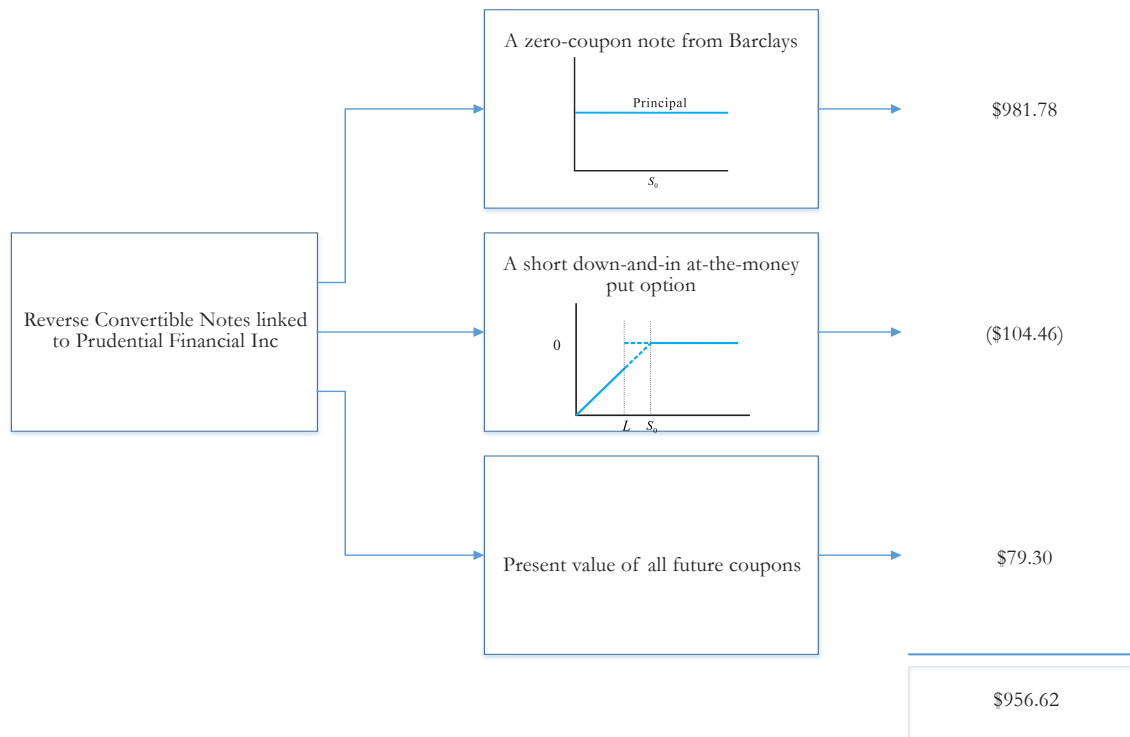 A zero-coupon note from Barclays
Principal
S₀
$981.78
Reverse Convertible Notes linked
to Prudential Financial Inc
A short down-and-in at-the-money
put option
0
L S₀
($104.46)
Present value of all future coupons
$79.30
$956.62